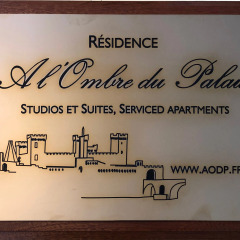 RÉSIDENCE
A l'Ombre du Palais
STUDIOS ET SUITES, SERVICED APARTMENTS
WWW.AODP.FR